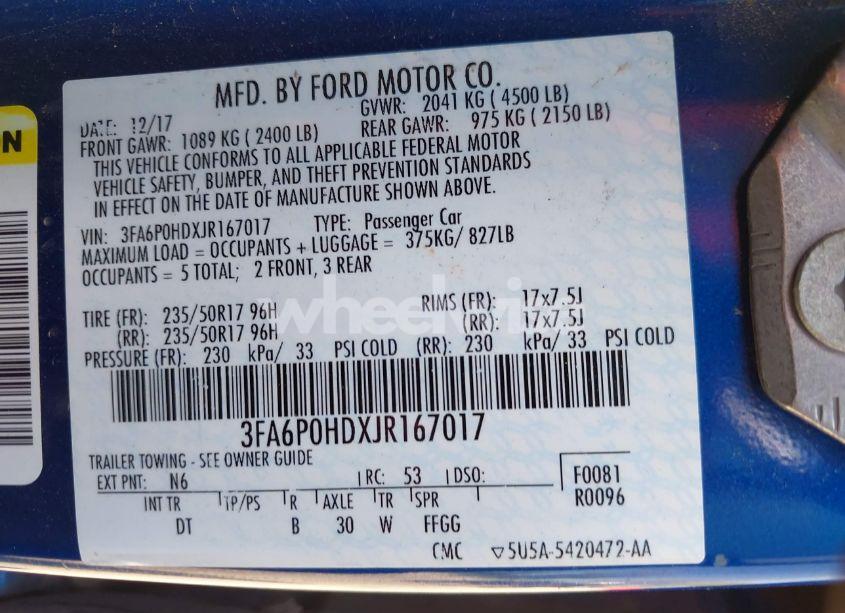 ON
MFD. BY FORD MOTOR CO.
DATE: 12/17 GVWR: 2041 KG ( 4500 LB)
FRONT GAWR: 1089 KG ( 2400 LB) REAR GAWR: 975 KG ( 2150 LB)
THIS VEHICLE CONFORMS TO ALL APPLICABLE FEDERAL MOTOR
VEHICLE SAFETY, BUMPER, AND THEFT PREVENTION STANDARDS
IN EFFECT ON THE DATE OF MANUFACTURE SHOWN ABOVE.
VIN: 3FA6P0HDXJR167017 TYPE: Passenger Car
MAXIMUM LOAD = OCCUPANTS + LUGGAGE = 375KG/ 827LB
OCCUPANTS = 5 TOTAL; 2 FRONT, 3 REAR
TIRE (FR): 235/50R17 96H RIMS (FR): 17x7.5J
(RR): 235/50R17 96H (RR): 17x7.5J
PRESSURE (FR): 230 kPa/ 33 PSI COLD (RR): 230 kPa/ 33 PSI COLD
3FA6P0HDXJR167017
TRAILER TOWING - SEE OWNER GUIDE
EXT PNT: N6 RC: 53 DSO: F0081
R0096
INT TR TP/PS R AXLE TR SPR
DT B 30 W FFGG
CMC ▽5U5A-5420472-AA